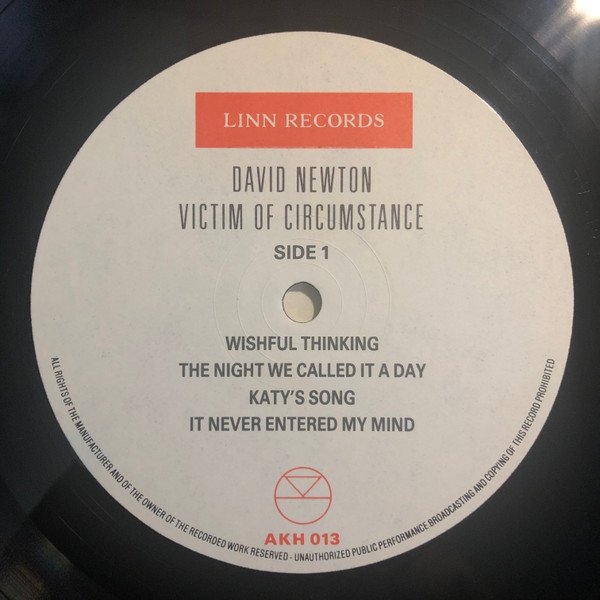 LINN RECORDS
DAVID NEWTON
VICTIM OF CIRCUMSTANCE
SIDE 1
WISHFUL THINKING
THE NIGHT WE CALLED IT A DAY
KATY'S SONG
IT NEVER ENTERED MY MIND
AKH 013
ALL RIGHTS OF THE MANUFACTURER AND OF THE OWNER OF THE RECORDED WORK RESERVED - UNAUTHORIZED PUBLIC PERFORMANCE BROADCASTING AND COPYING OF THIS RECORD PROHIBITED